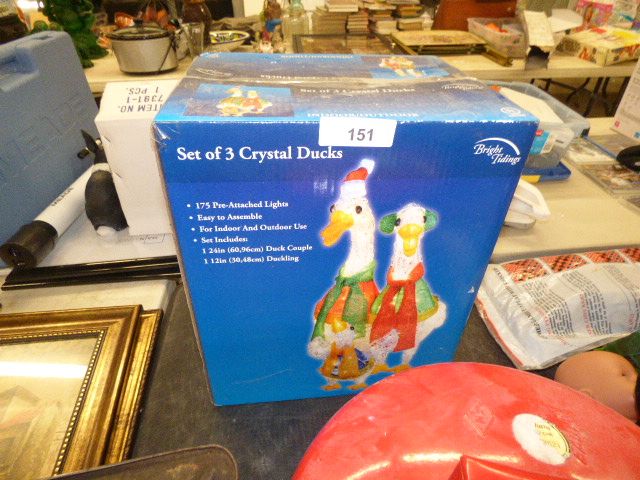 ITEM NO.
7391-1
1 PCS.
Set of 3 Crystal Ducks
151
Set of 3 Crystal Ducks
Bright
Tidings
• 175 Pre-Attached Lights
• Easy to Assemble
• For Indoor And Outdoor Use
• Set Includes:
1 24in (60,96cm) Duck Couple
1 12in (30,48cm) Duckling